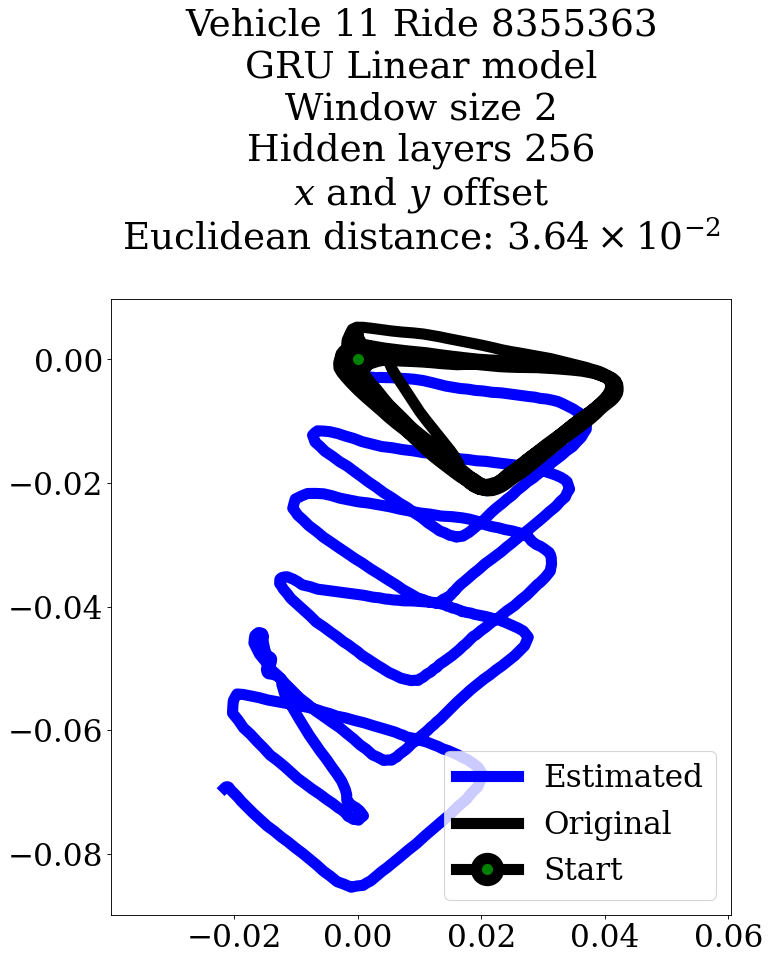 Vehicle 11 Ride 8355363
GRU Linear model
Window size 2
Hidden layers 256
x and y offset
Euclidean distance: 3.64 × 10⁻²
0.00
−0.02
−0.04
−0.06
−0.08
Estimated
Original
Start
−0.02 0.00 0.02 0.04 0.06